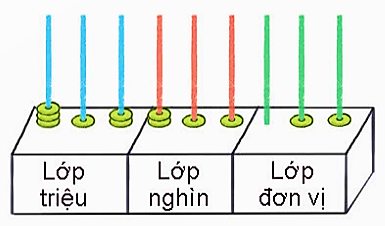 Lớp
triệu
Lớp
nghìn
Lớp
đơn vị